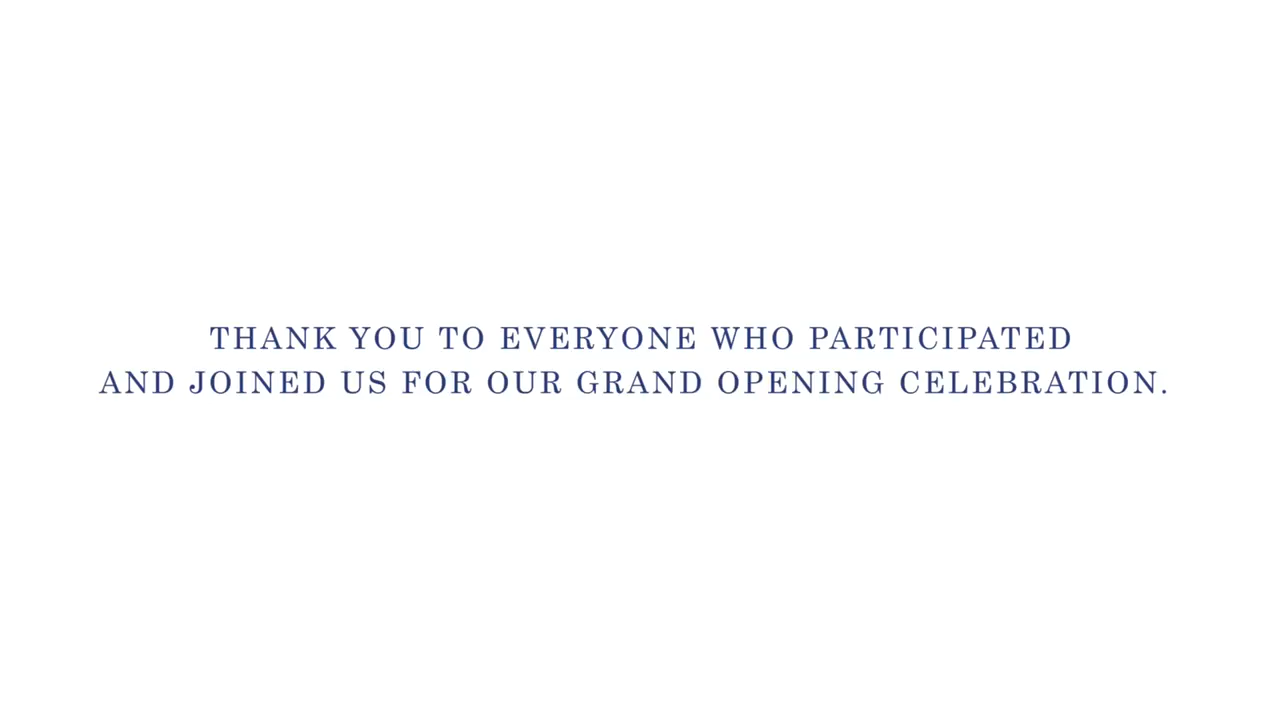 THANK YOU TO EVERYONE WHO PARTICIPATED
AND JOINED US FOR OUR GRAND OPENING CELEBRATION.